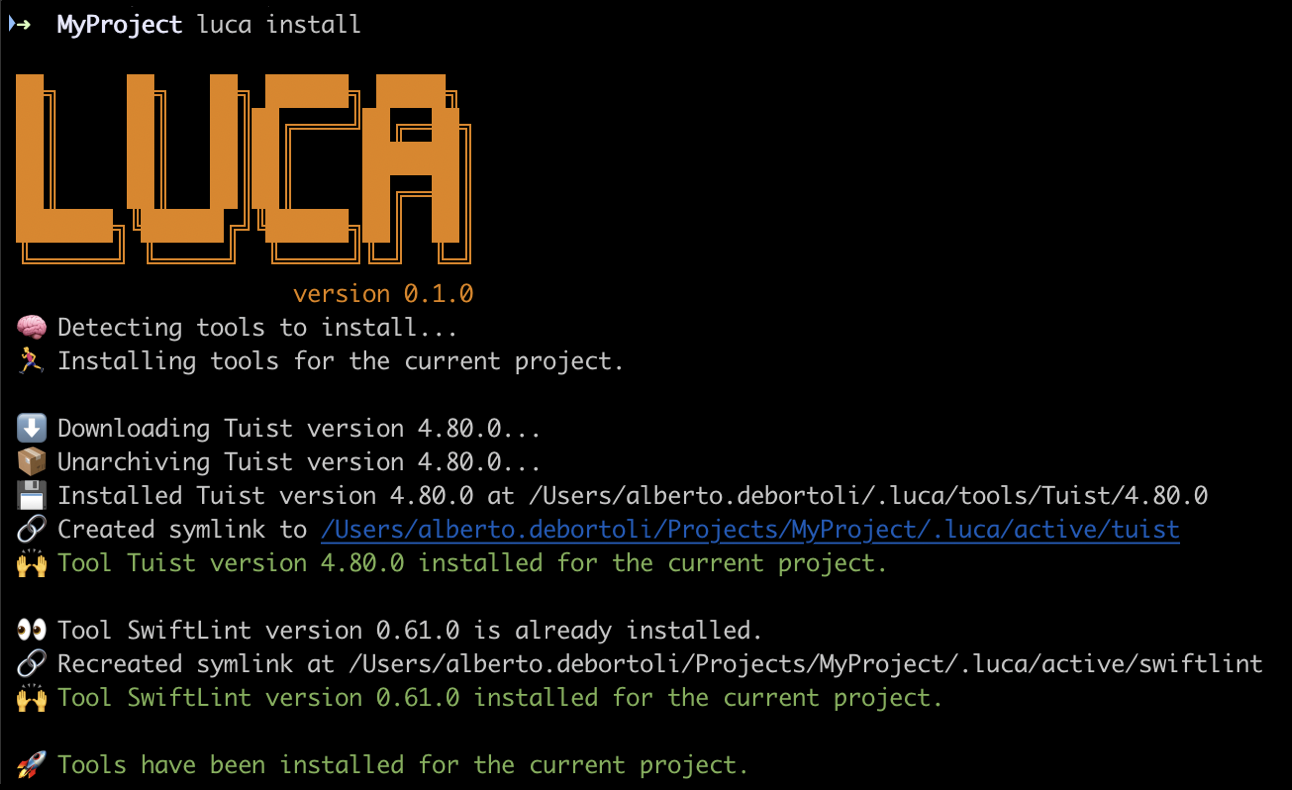 MyProject luca install
LUCA
version 0.1.0
Detecting tools to install...
Installing tools for the current project.
Downloading Tuist version 4.80.0...
Unarchiving Tuist version 4.80.0...
Installed Tuist version 4.80.0 at /Users/alberto.debortoli/.luca/tools/Tuist/4.80.0
Created symlink to /Users/alberto.debortoli/Projects/MyProject/.luca/active/tuist
Tool Tuist version 4.80.0 installed for the current project.
Tool SwiftLint version 0.61.0 is already installed.
Recreated symlink at /Users/alberto.debortoli/Projects/MyProject/.luca/active/swiftlint
Tool SwiftLint version 0.61.0 installed for the current project.
Tools have been installed for the current project.